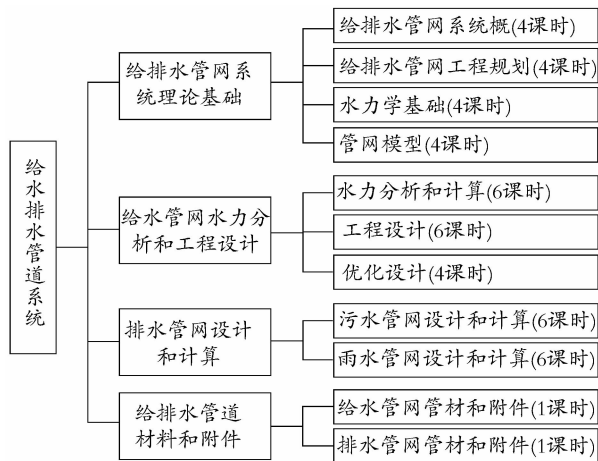 给水排水管道系统
给排水管网系
统理论基础
给排水管网系统概(4课时)
给排水管网工程规划(4课时)
水力学基础(4课时)
管网模型(4课时)
给水管网水力分
析和工程设计
水力分析和计算(6课时)
工程设计(6课时)
优化设计(4课时)
排水管网设计
和计算
污水管网设计和计算(6课时)
雨水管网设计和计算(6课时)
给排水管道
材料和附件
给水管网管材和附件(1课时)
排水管网管材和附件(1课时)